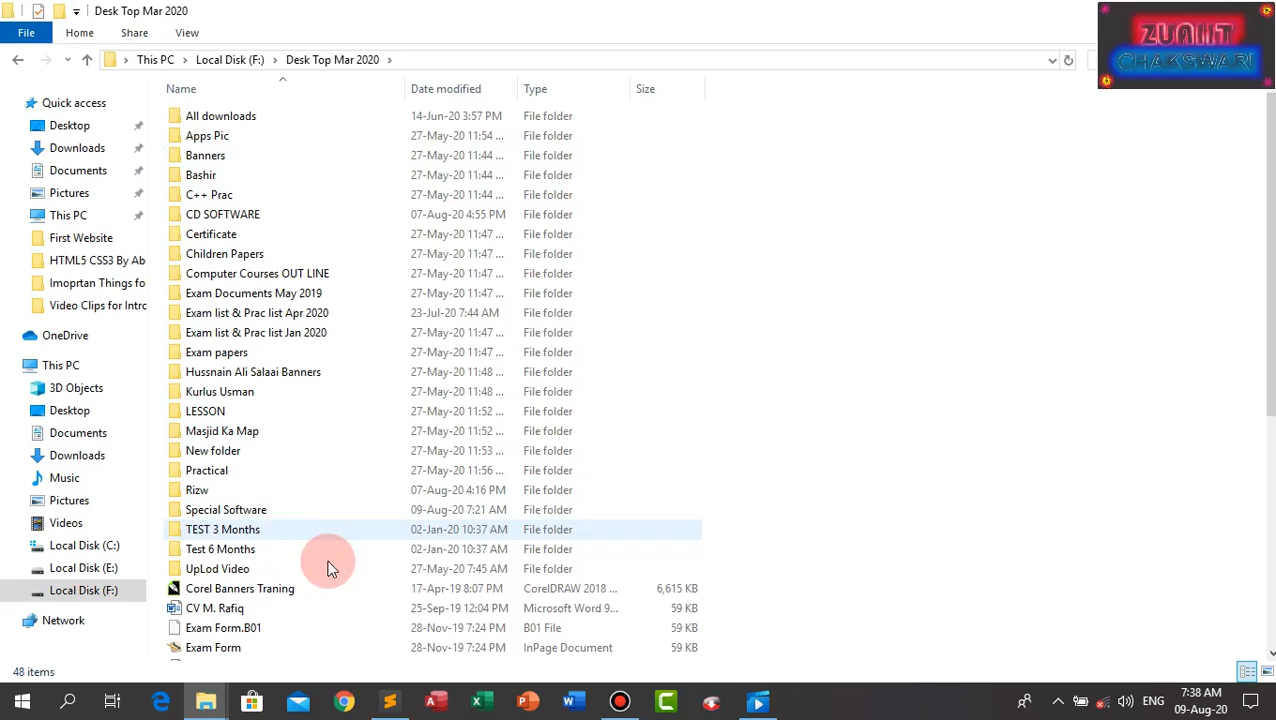 Desk Top Mar 2020
File Home Share View
This PC Local Disk (F:) Desk Top Mar 2020
ZUAIIT
CHAKSWARI
Name Date modified Type Size
Quick access
Desktop
Downloads
Documents
Pictures
This PC
First Website
HTML5 CSS3 By Ab
Imoprtan Things fo
Video Clips for Intro
OneDrive
This PC
3D Objects
Desktop
Documents
Downloads
Music
Pictures
Videos
Local Disk (C:)
Local Disk (E:)
Local Disk (F:)
Network
All downloads 14-Jun-20 3:57 PM File folder
Apps Pic 27-May-20 11:54 ... File folder
Banners 27-May-20 11:44 ... File folder
Bashir 27-May-20 11:44 ... File folder
C++ Prac 27-May-20 11:44 ... File folder
CD SOFTWARE 07-Aug-20 4:55 PM File folder
Certificate 27-May-20 11:47 ... File folder
Children Papers 27-May-20 11:47 ... File folder
Computer Courses OUT LINE 27-May-20 11:47 ... File folder
Exam Documents May 2019 27-May-20 11:47 ... File folder
Exam list & Prac list Apr 2020 23-Jul-20 7:44 AM File folder
Exam list & Prac list Jan 2020 27-May-20 11:47 ... File folder
Exam papers 27-May-20 11:47 ... File folder
Hussnain Ali Salaai Banners 27-May-20 11:48 ... File folder
Kurlus Usman 27-May-20 11:48 ... File folder
LESSON 27-May-20 11:52 ... File folder
Masjid Ka Map 27-May-20 11:52 ... File folder
New folder 27-May-20 11:53 ... File folder
Practical 27-May-20 11:56 ... File folder
Rizw 07-Aug-20 4:16 PM File folder
Special Software 09-Aug-20 7:21 AM File folder
TEST 3 Months 02-Jan-20 10:37 AM File folder
Test 6 Months 02-Jan-20 10:37 AM File folder
UpLod Video 27-May-20 7:45 AM File folder
Corel Banners Traning 17-Apr-19 8:07 PM CorelDRAW 2018 ... 6,615 KB
CV M. Rafiq 25-Sep-19 12:04 PM Microsoft Word 9... 59 KB
Exam Form.B01 28-Nov-19 7:24 PM B01 File 59 KB
Exam Form 28-Nov-19 7:24 PM InPage Document 59 KB
48 items
ENG 7:38 AM
09-Aug-20